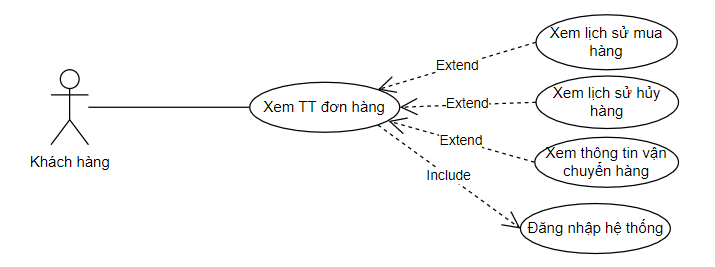 Xem lịch sử mua
hàng
Extend
Xem TT đơn hàng
Extend
Xem lịch sử hủy
hàng
Extend
Xem thông tin vận
chuyển hàng
Khách hàng
Include
Đăng nhập hệ thống